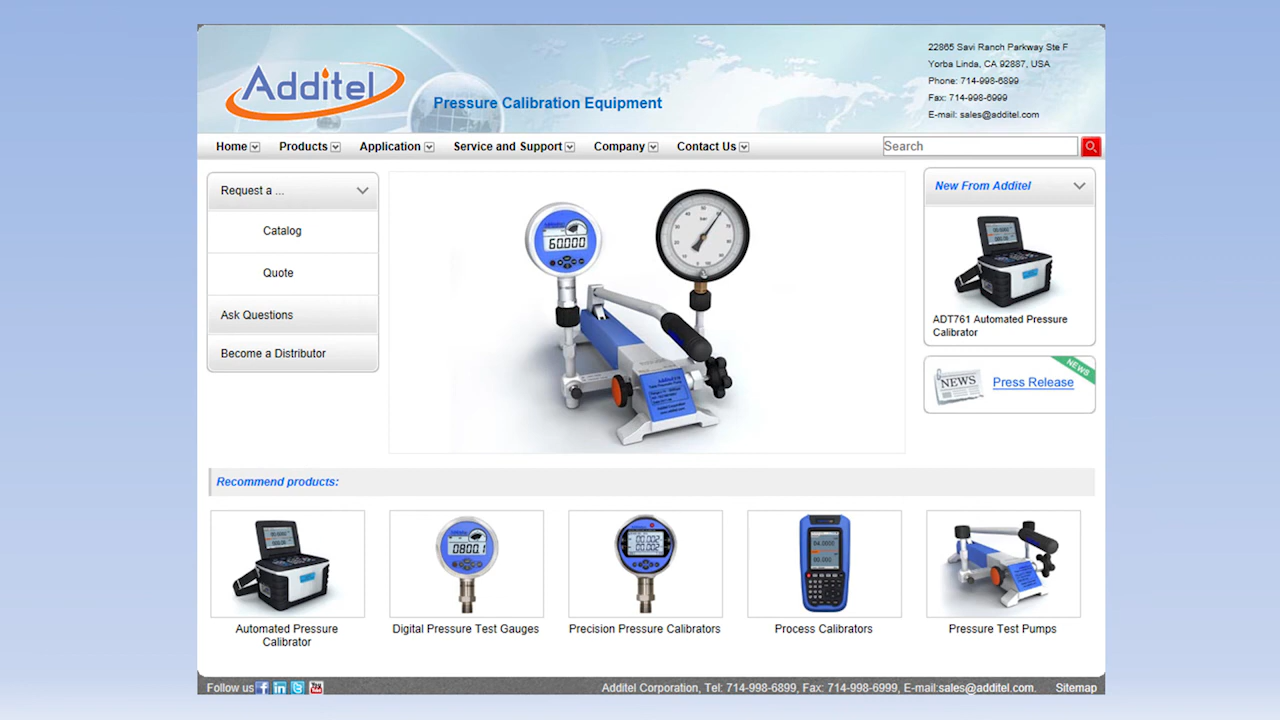 Additel
Pressure Calibration Equipment
22865 Savi Ranch Parkway Ste F
Yorba Linda, CA 92887, USA
Phone: 714-998-6899
Fax: 714-998-6999
E-mail: sales@additel.com
Home
Products
Application
Service and Support
Company
Contact Us
Search
Request a ...
Catalog
Quote
Ask Questions
Become a Distributor
60.000
New From Additel
ADT761 Automated Pressure
Calibrator
NEWS
NEWS
Press Release
Recommend products:
0800.1
00.002
00.002
Automated Pressure
Calibrator
Digital Pressure Test Gauges
Precision Pressure Calibrators
Process Calibrators
Pressure Test Pumps
Follow us
Additel Corporation, Tel: 714-998-6899, Fax: 714-998-6999, E-mail:sales@additel.com.
Sitemap